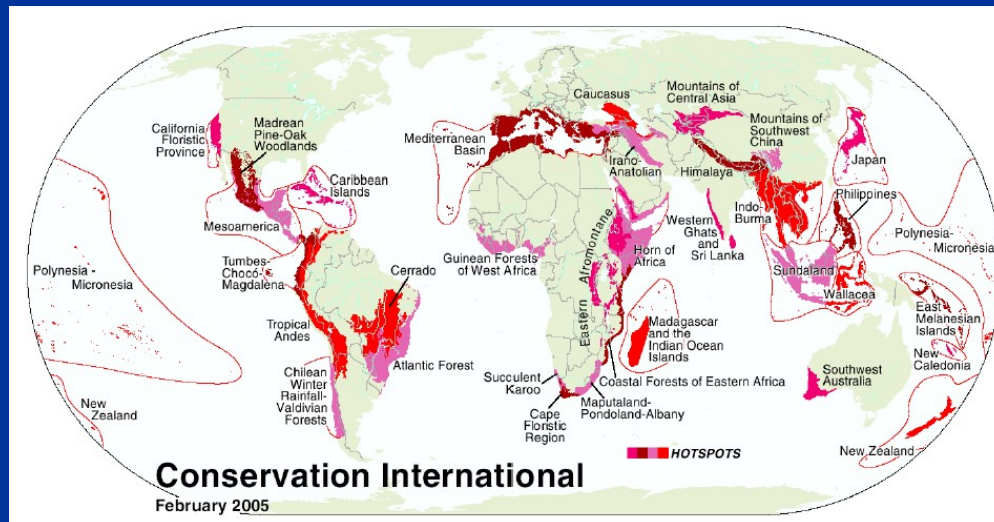 California
Floristic
Province
Madrean
Pine-Oak
Woodlands
Caribbean
Islands
Mesoamerica
Polynesia -
Micronesia
Tumbes-
Chocó-
Magdalena
Tropical
Andes
Cerrado
Atlantic Forest
Chilean
Winter
Rainfall-
Valdivian
Forests
New
Zealand
Mediterranean
Basin
Caucasus
Irano-
Anatolian
Mountains of
Central Asia
Mountains of
Southwest
China
Himalaya
Japan
Philippines
Indo-
Burma
Western
Ghats
and
Sri Lanka
Guinean Forests
of West Africa
Eastern Afromontane
Horn of
Africa
Sundaland
Wallacea
Polynesia-
Micronesia
East
Melanesian
Islands
New
Caledonia
Madagascar
and the
Indian Ocean
Islands
Coastal Forests of Eastern Africa
Succulent
Karoo
Cape
Floristic
Region
Maputaland-
Pondoland-Albany
Southwest
Australia
New Zealand
HOTSPOTS
Conservation International
February 2005